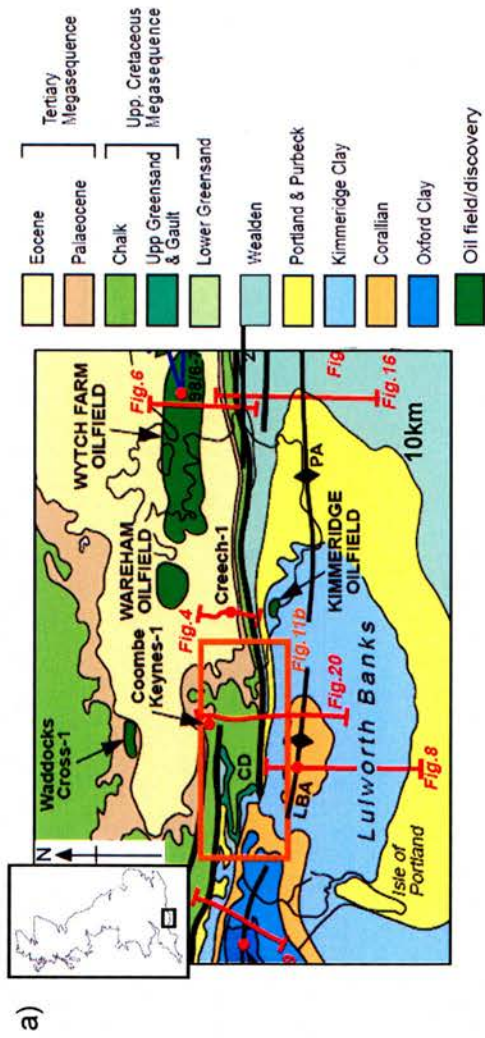 a)
N
Waddocks
Cross-1
Coombe
Keynes-1
WAREHAM
OILFIELD
WYTCH FARM
OILFIELD
Fig.6
98/6-
Fig.4
Creech-1
CD
Fig.11b
LBA
PA
KIMMERIDGE
OILFIELD
Fig.20
Fig.8
Fig
Fig.16
Lulworth Banks
Isle of
Portland
10km
Eocene
Palaeocene
Chalk
Upp Greensand
& Gault
Lower Greensand
Wealden
Portland & Purbeck
Kimmeridge Clay
Corallian
Oxford Clay
Oil field/discovery
Tertiary
Megasequence
Upp. Cretaceous
Megasequence